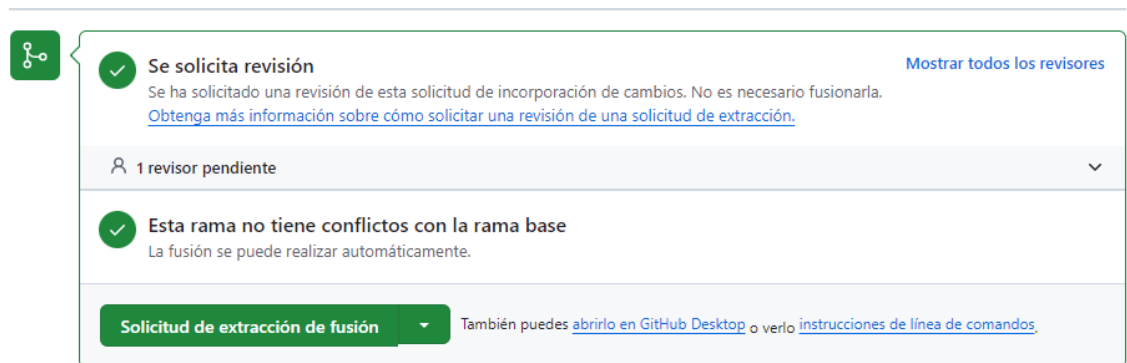 Se solicita revisión
Mostrar todos los revisores
Se ha solicitado una revisión de esta solicitud de incorporación de cambios. No es necesario fusionarla.
Obtenga más información sobre cómo solicitar una revisión de una solicitud de extracción.
1 revisor pendiente
Esta rama no tiene conflictos con la rama base
La fusión se puede realizar automáticamente.
Solicitud de extracción de fusión
También puedes abrirlo en GitHub Desktop o verlo instrucciones de línea de comandos.